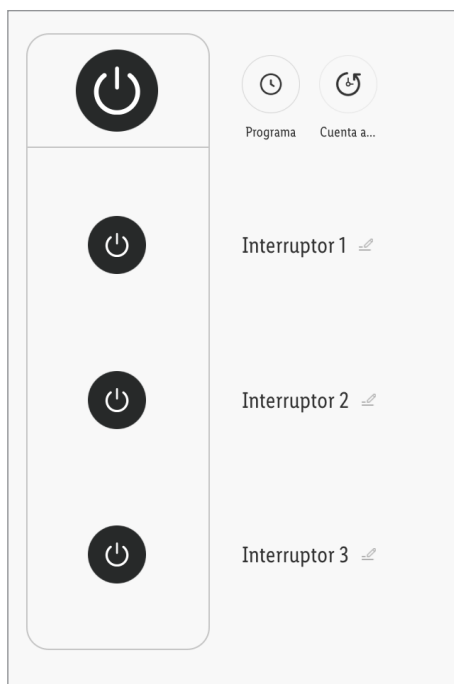 Programa
Cuenta a...
Interruptor 1
Interruptor 2
Interruptor 3